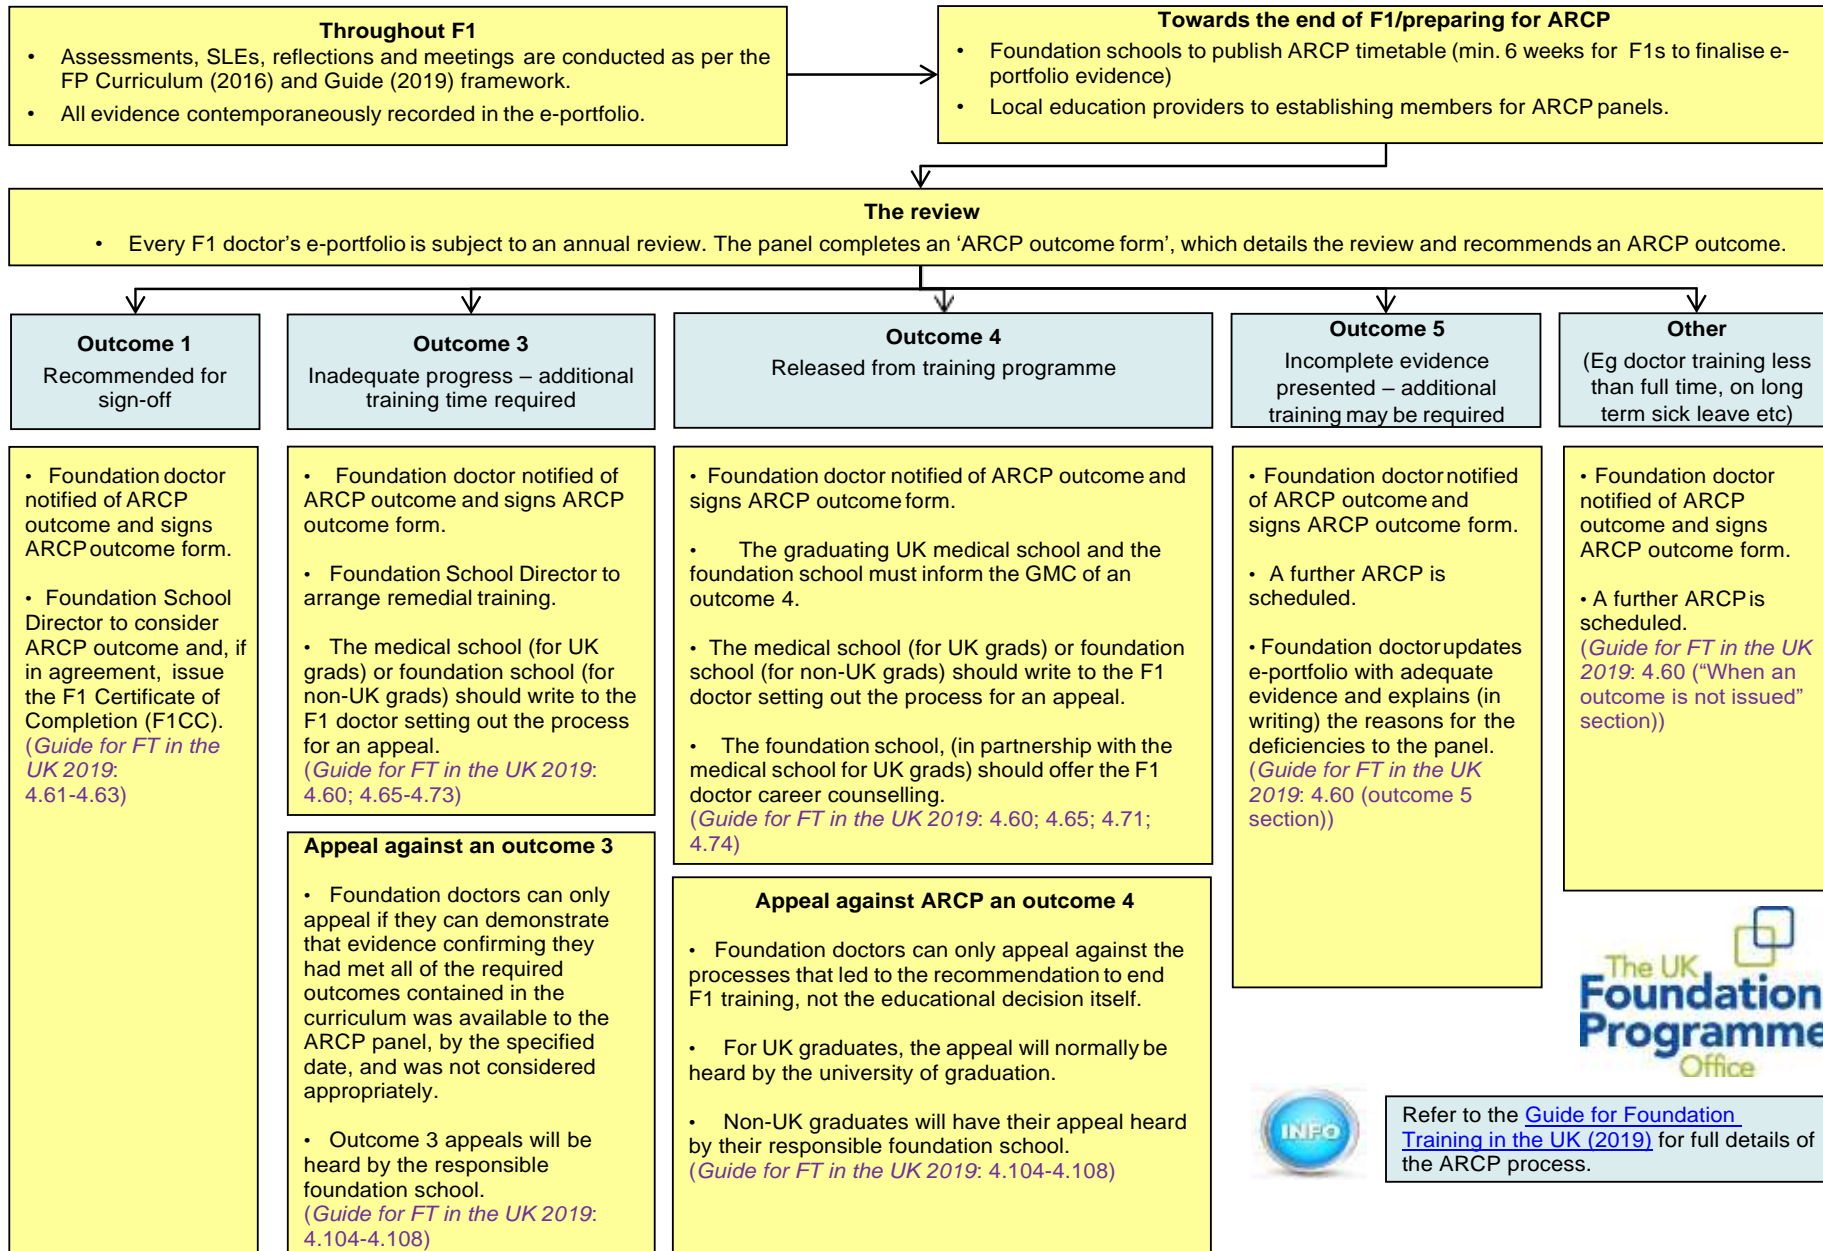 Throughout F1
• Assessments, SLEs, reflections and meetings are conducted as per the
FP Curriculum (2016) and Guide (2019) framework.
• All evidence contemporaneously recorded in the e-portfolio.
Towards the end of F1/preparing for ARCP
• Foundation schools to publish ARCP timetable (min. 6 weeks for F1s to finalise e-
portfolio evidence)
• Local education providers to establishing members for ARCP panels.
The review
• Every F1 doctor's e-portfolio is subject to an annual review. The panel completes an 'ARCP outcome form', which details the review and recommends an ARCP outcome.
Outcome 1
Recommended for
sign-off
• Foundation doctor
notified of ARCP
outcome and signs
ARCP outcome form.
• Foundation School
Director to consider
ARCP outcome and, if
in agreement, issue
the F1 Certificate of
Completion (F1CC).
(Guide for FT in the
UK 2019:
4.61-4.63)
Outcome 3
Inadequate progress – additional
training time required
• Foundation doctor notified of
ARCP outcome and signs ARCP
outcome form.
• Foundation School Director to
arrange remedial training.
• The medical school (for UK
grads) or foundation school (for
non-UK grads) should write to the
F1 doctor setting out the process
for an appeal.
(Guide for FT in the UK 2019:
4.60; 4.65-4.73)
Appeal against an outcome 3
• Foundation doctors can only
appeal if they can demonstrate
that evidence confirming they
had met all of the required
outcomes contained in the
curriculum was available to the
ARCP panel, by the specified
date, and was not considered
appropriately.
• Outcome 3 appeals will be
heard by the responsible
foundation school.
(Guide for FT in the UK 2019:
4.104-4.108)
Outcome 4
Released from training programme
• Foundation doctor notified of ARCP outcome and
signs ARCP outcome form.
• The graduating UK medical school and the
foundation school must inform the GMC of an
outcome 4.
• The medical school (for UK grads) or foundation
school (for non-UK grads) should write to the F1
doctor setting out the process for an appeal.
• The foundation school, (in partnership with the
medical school for UK grads) should offer the F1
doctor career counselling.
(Guide for FT in the UK 2019: 4.60; 4.65; 4.71;
4.74)
Appeal against ARCP an outcome 4
• Foundation doctors can only appeal against the
processes that led to the recommendation to end
F1 training, not the educational decision itself.
• For UK graduates, the appeal will normally be
heard by the university of graduation.
• Non-UK graduates will have their appeal heard
by their responsible foundation school.
(Guide for FT in the UK 2019: 4.104-4.108)
Outcome 5
Incomplete evidence
presented – additional
training may be required
• Foundation doctor notified
of ARCP outcome and
signs ARCP outcome form.
• A further ARCP is
scheduled.
• Foundation doctor updates
e-portfolio with adequate
evidence and explains (in
writing) the reasons for the
deficiencies to the panel.
(Guide for FT in the UK
2019: 4.60 (outcome 5
section))
Other
(Eg doctor training less
than full time, on long
term sick leave etc)
• Foundation doctor
notified of ARCP
outcome and signs
ARCP outcome form.
• A further ARCP is
scheduled.
(Guide for FT in the UK
2019: 4.60 ("When an
outcome is not issued"
section))
The UK
Foundation
Programme
Office
INFO
Refer to the Guide for Foundation
Training in the UK (2019) for full details of
the ARCP process.